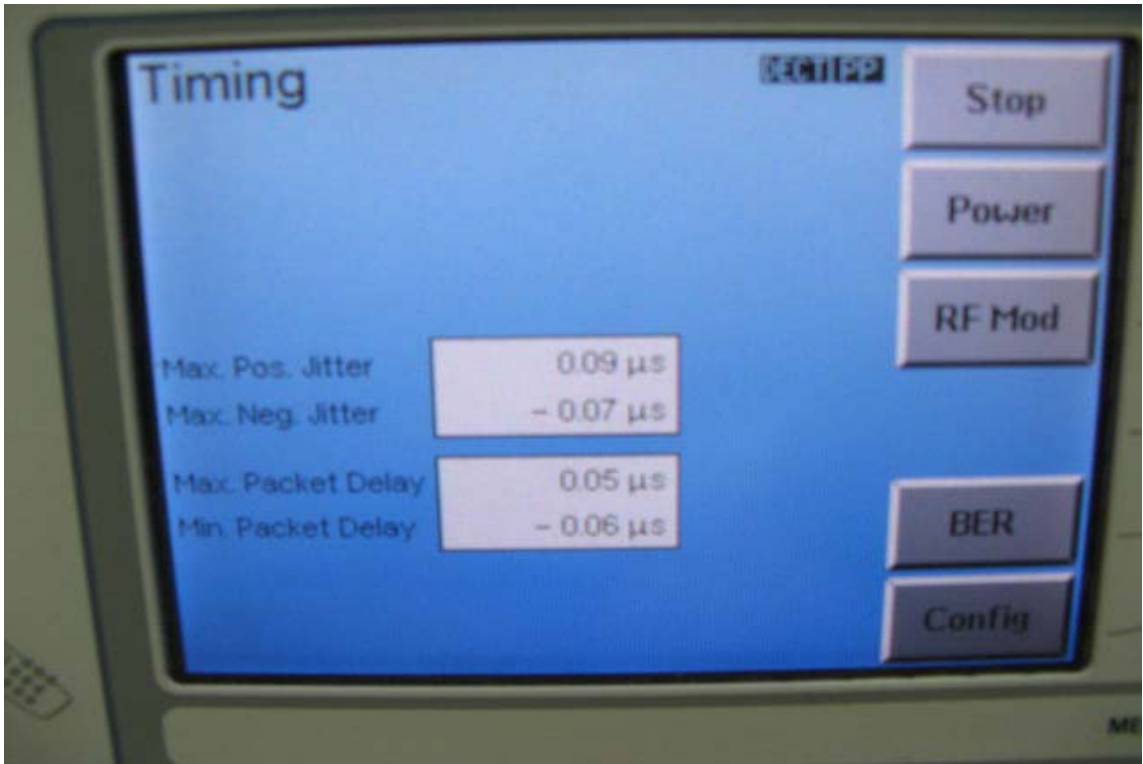 Timing
DECT PP
Stop
Power
RF Mod
Max. Pos. Jitter 0.09 µs
Max. Neg. Jitter - 0.07 µs
Max. Packet Delay 0.05 µs
Min. Packet Delay - 0.06 µs
BER
Config